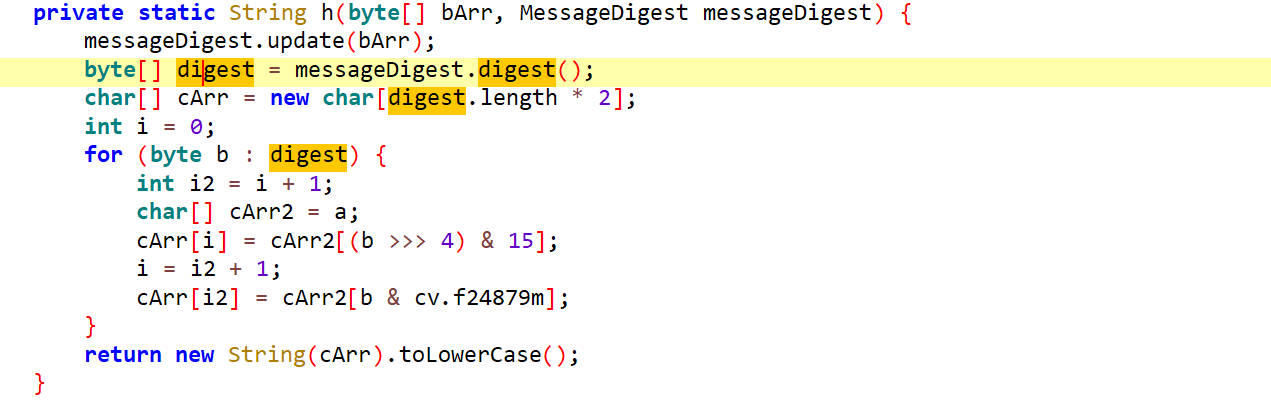 private static String h(byte[] bArr, MessageDigest messageDigest) {
    messageDigest.update(bArr);
    byte[] digest = messageDigest.digest();
    char[] cArr = new char[digest.length * 2];
    int i = 0;
    for (byte b : digest) {
        int i2 = i + 1;
        char[] cArr2 = a;
        cArr[i] = cArr2[(b >>> 4) & 15];
        i = i2 + 1;
        cArr[i2] = cArr2[b & cv.f24879m];
    }
    return new String(cArr).toLowerCase();
}